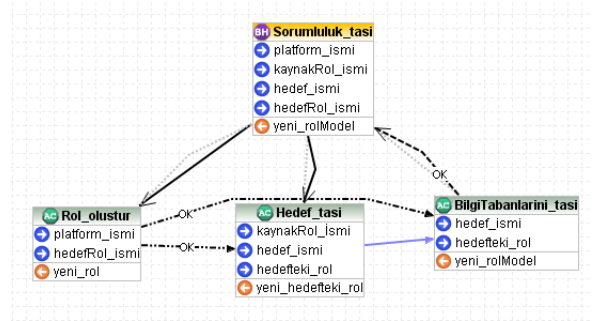 BH Sorumluluk_tasi
platform_ismi
kaynakRol_ismi
hedef_ismi
hedefRol_ismi
yeni_rolModel
OK
AC Rol_olustur
platform_ismi
hedefRol_ismi
yeni_rol
OK
OK
AC Hedef_tasi
kaynakRol_İsmi
hedef_ismi
hedefteki_rol
yeni_hedefteki_rol
AC BilgiTabanlarini_tasi
hedef_ismi
hedefteki_rol
yeni_rolModel